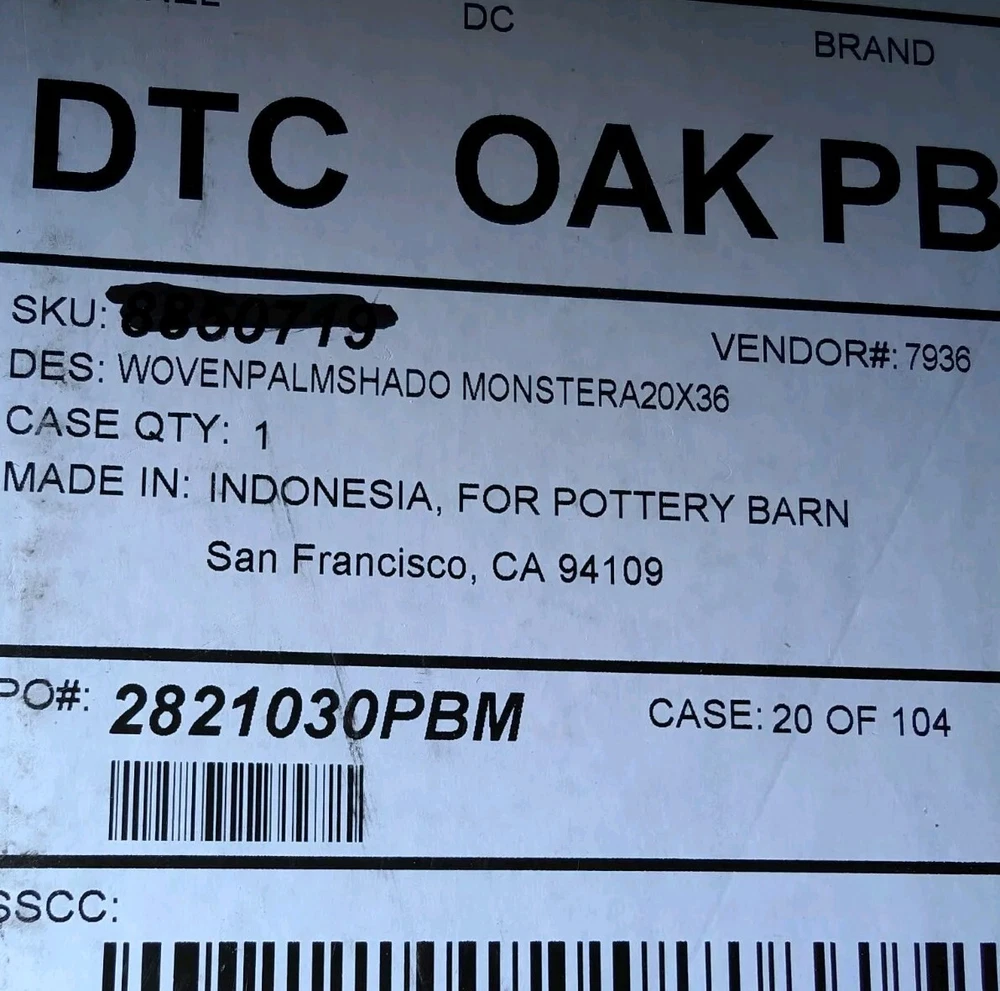 DC
BRAND
DTC OAK PB
SKU: 8860719
VENDOR#: 7936
DES: WOVENPALMSHADO MONSTERA20X36
CASE QTY: 1
MADE IN: INDONESIA, FOR POTTERY BARN
San Francisco, CA 94109
PO#: 2821030PBM
CASE: 20 OF 104
SSCC: